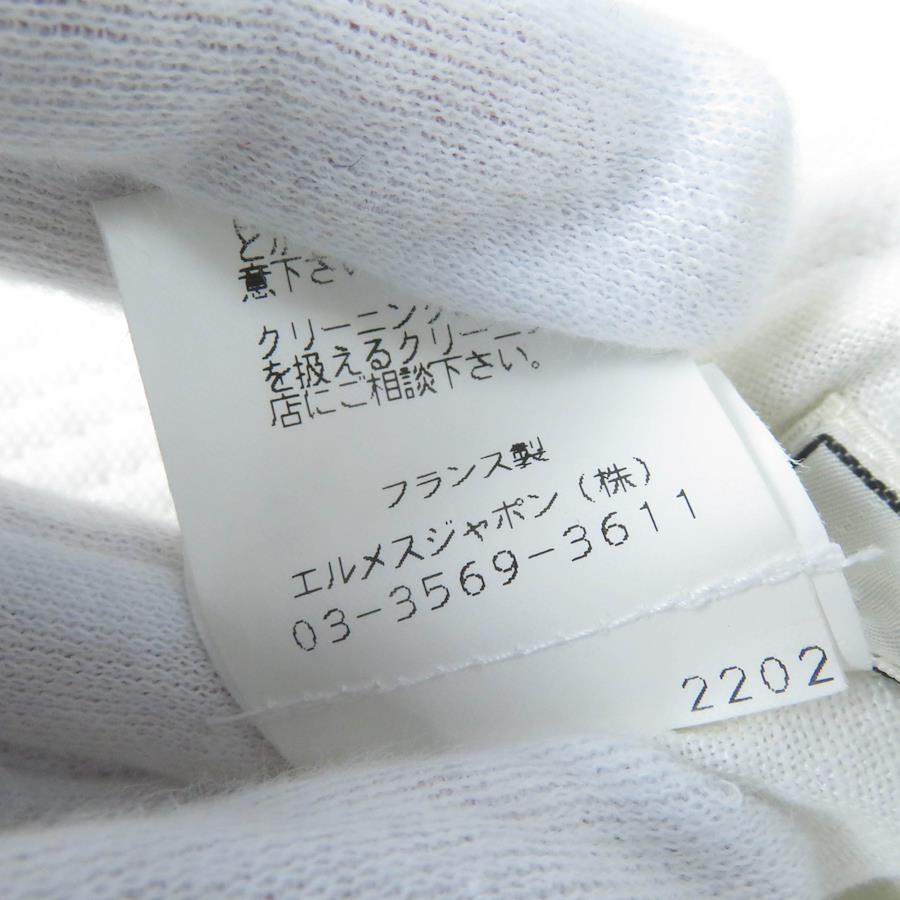 意下さい
クリーニング
を扱えるクリーニ
店にご相談下さい。
フランス製
エルメスジャポン(株)
03-3569-3611
2202